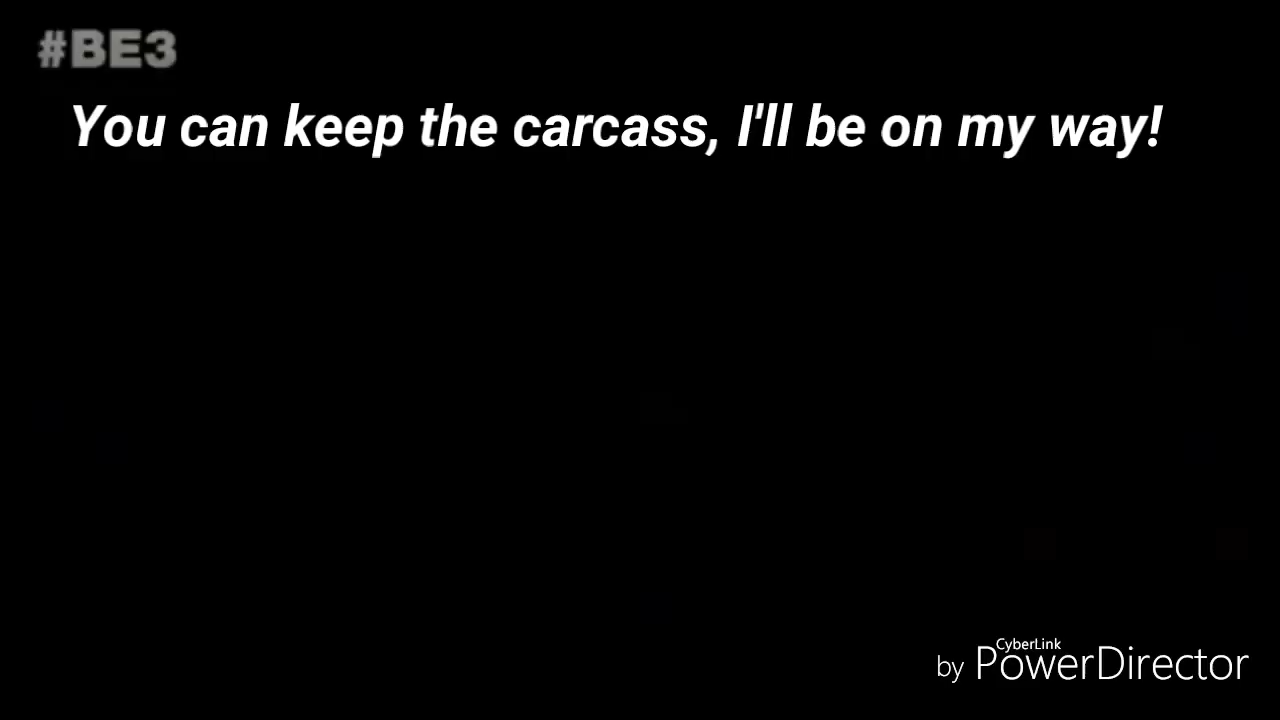 #BE3
You can keep the carcass, I'll be on my way!
CyberLink
by PowerDirector